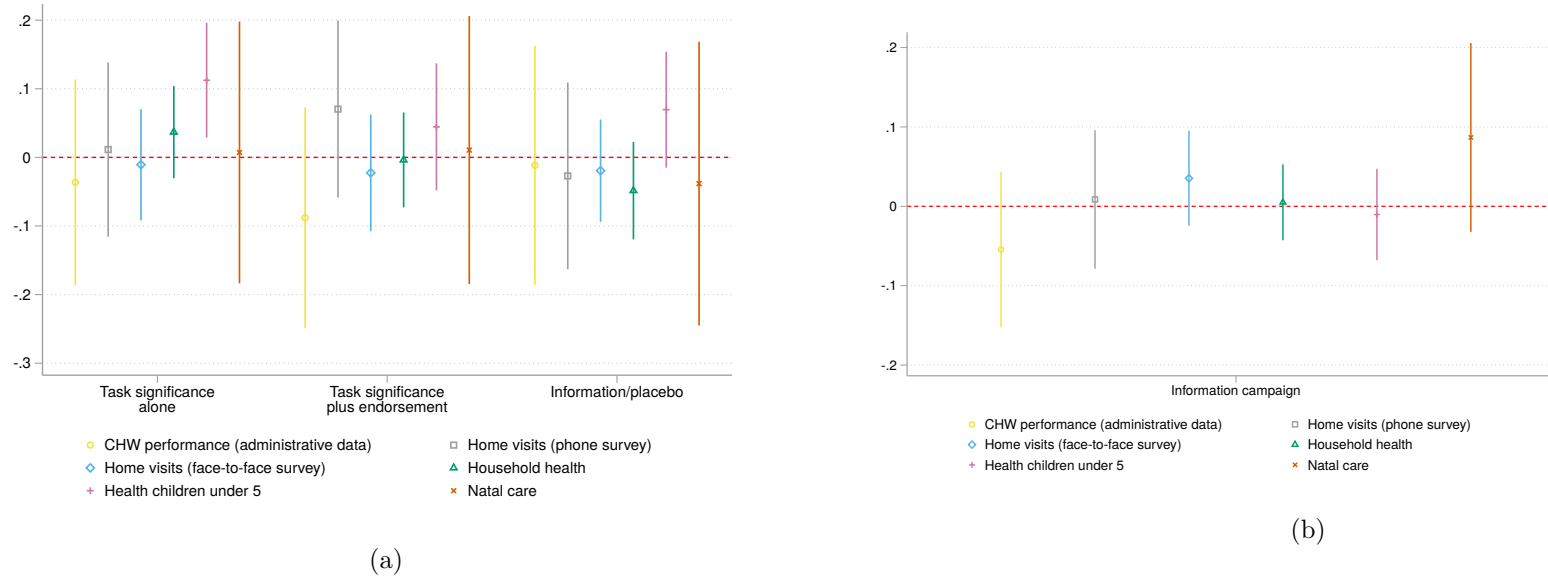 .2
.1
0
-.1
-.2
-.3
Task significance
alone
Task significance
plus endorsement
Information/placebo
CHW performance (administrative data)
Home visits (phone survey)
Home visits (face-to-face survey)
Household health
Health children under 5
Natal care
(a)
.2
.1
0
-.1
-.2
Information campaign
CHW performance (administrative data)
Home visits (phone survey)
Home visits (face-to-face survey)
Household health
Health children under 5
Natal care
(b)